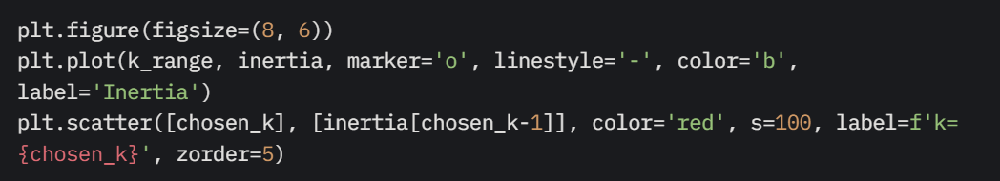 plt.figure(figsize=(8, 6))
plt.plot(k_range, inertia, marker='o', linestyle='-', color='b',
label='Inertia')
plt.scatter([chosen_k], [inertia[chosen_k-1]], color='red', s=100, label=f'k=
{chosen_k}', zorder=5)